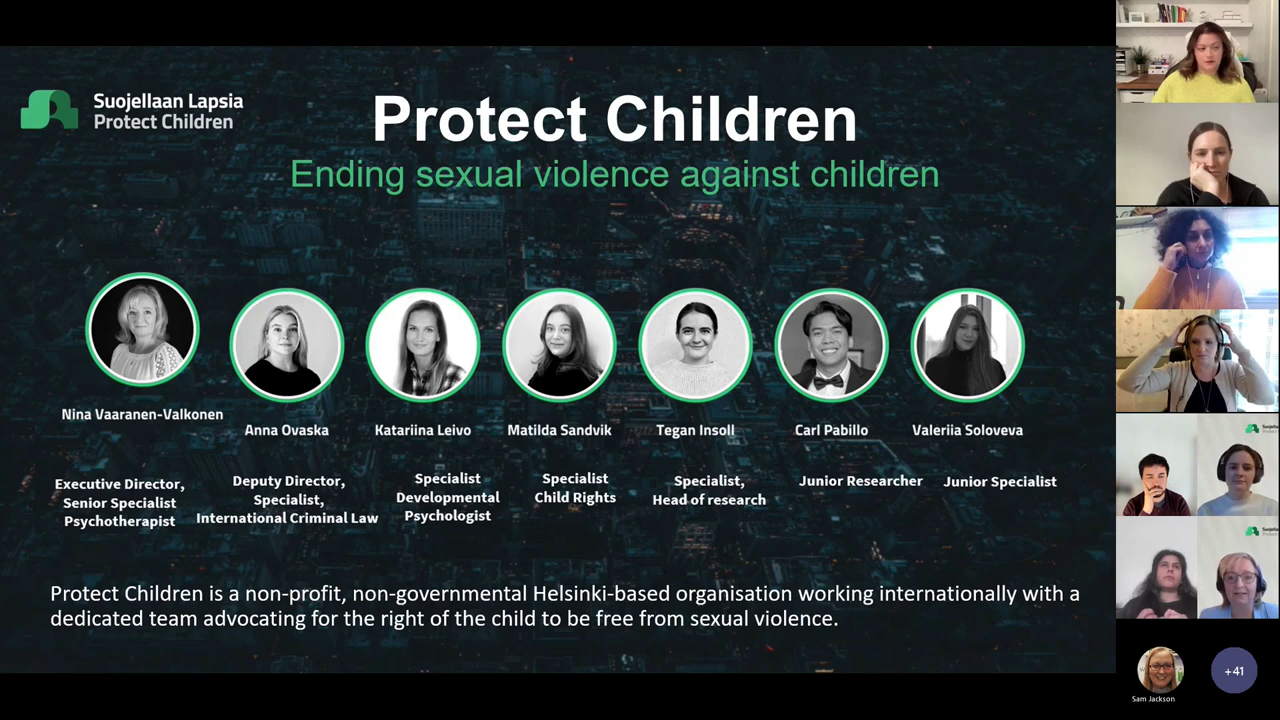 Suojellaan Lapsia
Protect Children
Protect Children
Ending sexual violence against children
Nina Vaaranen-Valkonen
Anna Ovaska
Katariina Leivo
Matilda Sandvik
Tegan Insoll
Carl Pabillo
Valeriia Soloveva
Executive Director,
Senior Specialist
Psychotherapist
Deputy Director,
Specialist,
International Criminal Law
Specialist
Developmental
Psychologist
Specialist
Child Rights
Specialist,
Head of research
Junior Researcher
Junior Specialist
Protect Children is a non-profit, non-governmental Helsinki-based organisation working internationally with a
dedicated team advocating for the right of the child to be free from sexual violence.
Sam Jackson
+41